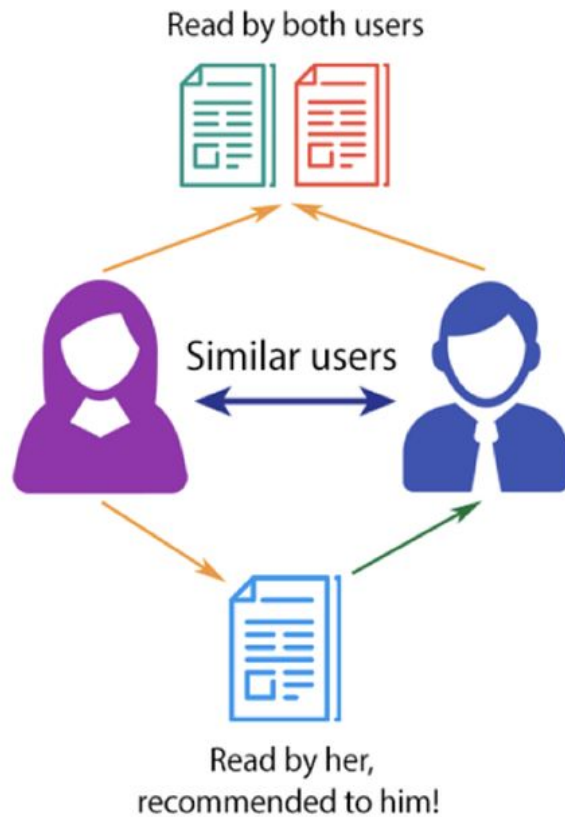 Read by both users
Similar users
Read by her,
recommended to him!